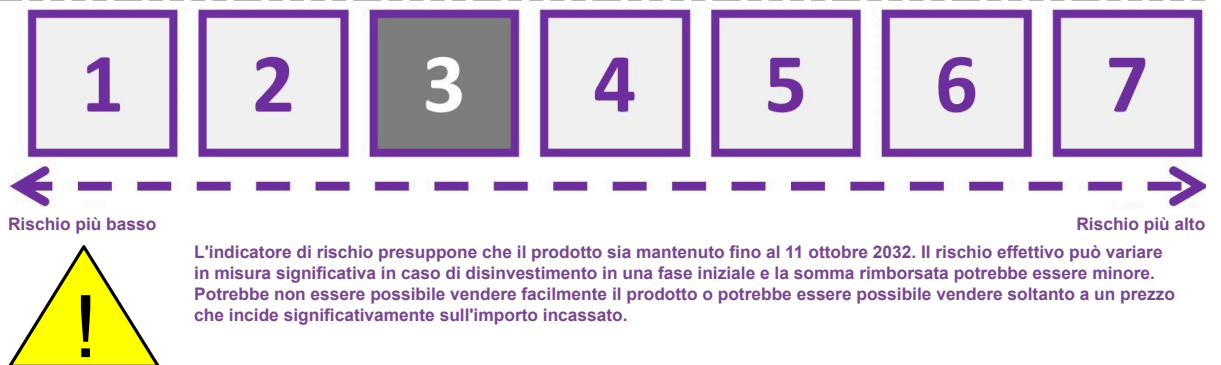 1 2 3 4 5 6 7
Rischio più basso Rischio più alto
L'indicatore di rischio presuppone che il prodotto sia mantenuto fino al 11 ottobre 2032. Il rischio effettivo può variare
in misura significativa in caso di disinvestimento in una fase iniziale e la somma rimborsata potrebbe essere minore.
Potrebbe non essere possibile vendere facilmente il prodotto o potrebbe essere possibile vendere soltanto a un prezzo
che incide significativamente sull'importo incassato.
!